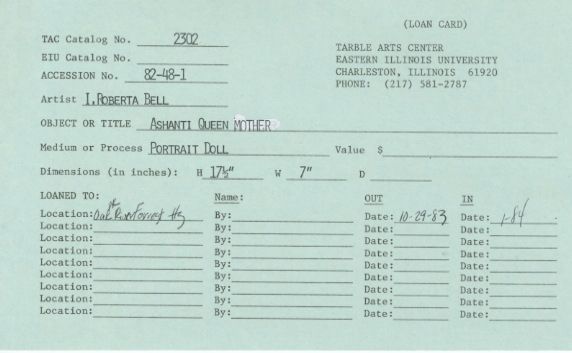 (LOAN CARD)
TAC Catalog No. 2302
EIU Catalog No.
ACCESSION No. 82-48-1
TARBLE ARTS CENTER
EASTERN ILLINOIS UNIVERSITY
CHARLESTON, ILLINOIS 61920
PHONE: (217) 581-2787
Artist I. ROBERTA BELL
OBJECT OR TITLE ASHANTI QUEEN MOTHER
Medium or Process PORTRAIT DOLL Value $
Dimensions (in inches): H 17½" W 7" D
LOANED TO: Name: OUT IN
Location: Oak By: Date: 10-29-83 Date: 1-84
Location: By: Date: Date:
Location: By: Date: Date:
Location: By: Date: Date:
Location: By: Date: Date:
Location: By: Date: Date:
Location: By: Date: Date:
Location: By: Date: Date:
Location: By: Date: Date: